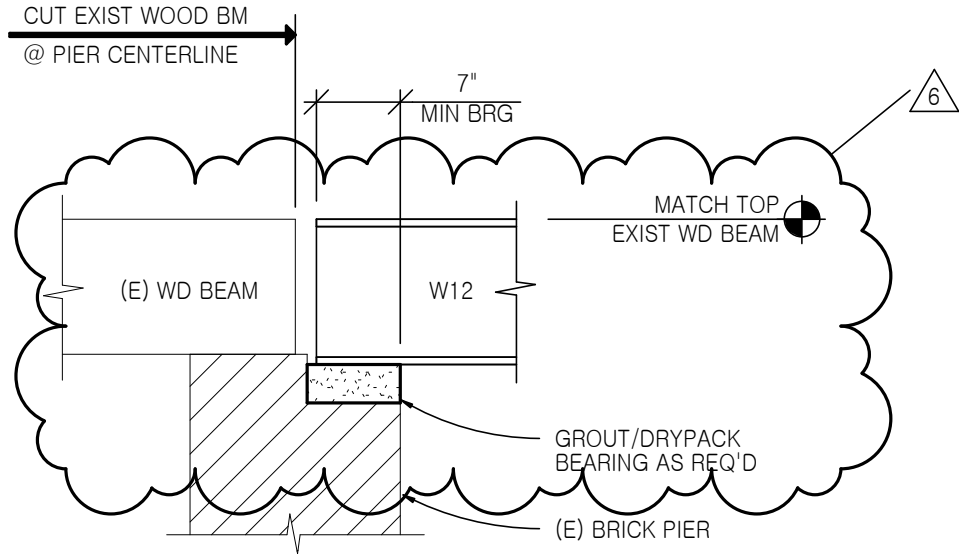 CUT EXIST WOOD BM
@ PIER CENTERLINE
7"
MIN BRG
6
MATCH TOP
EXIST WD BEAM
(E) WD BEAM
W12
GROUT/DRYPACK
BEARING AS REQ'D
(E) BRICK PIER